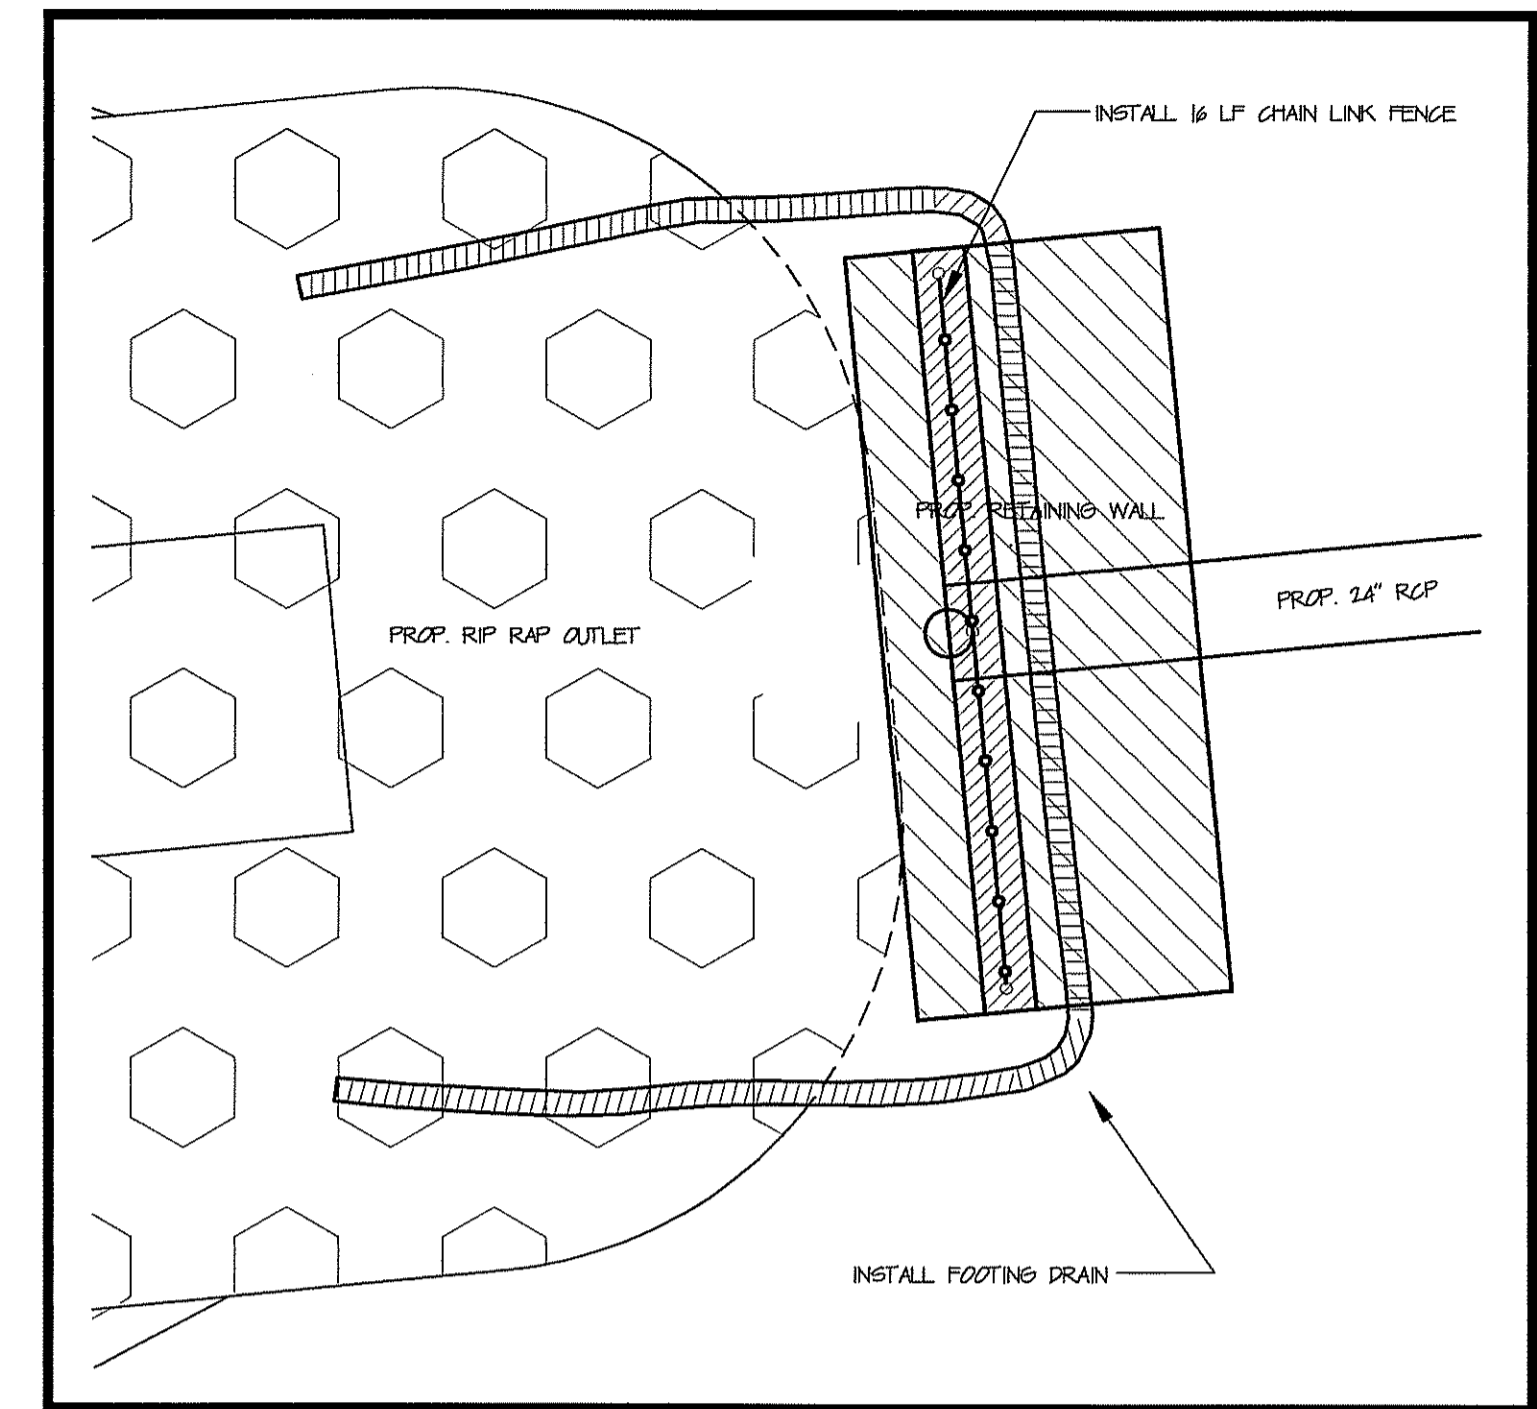 INSTALL 16 LF CHAIN LINK FENCE
PROP. RETAINING WALL
PROP. 24" RCP
PROP. RIP RAP OUTLET
INSTALL FOOTING DRAIN